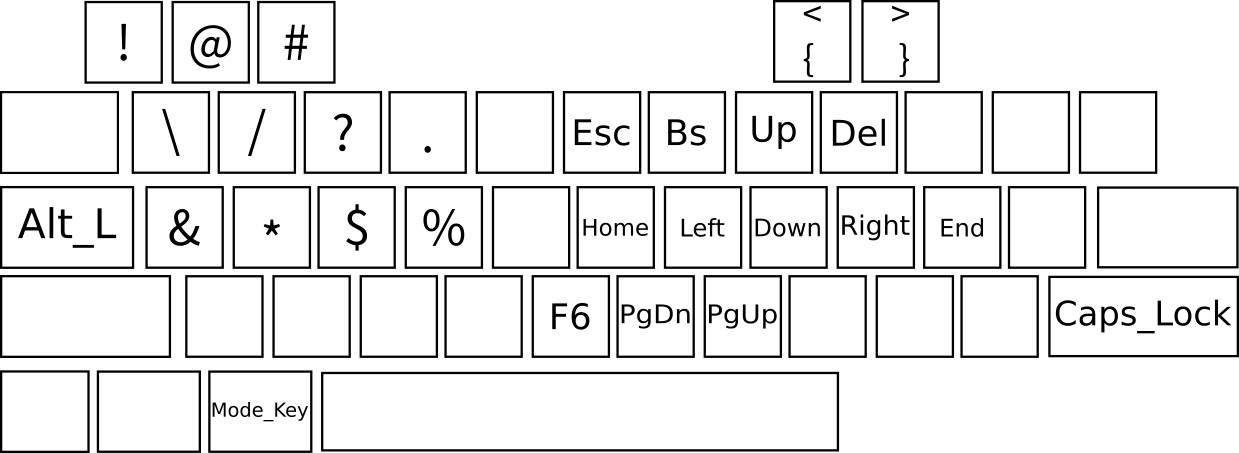 ! @ # < >
{ }
\ / ? . Esc Bs Up Del
Alt_L & * $ % Home Left Down Right End
F6 PgDn PgUp Caps_Lock
Mode_Key